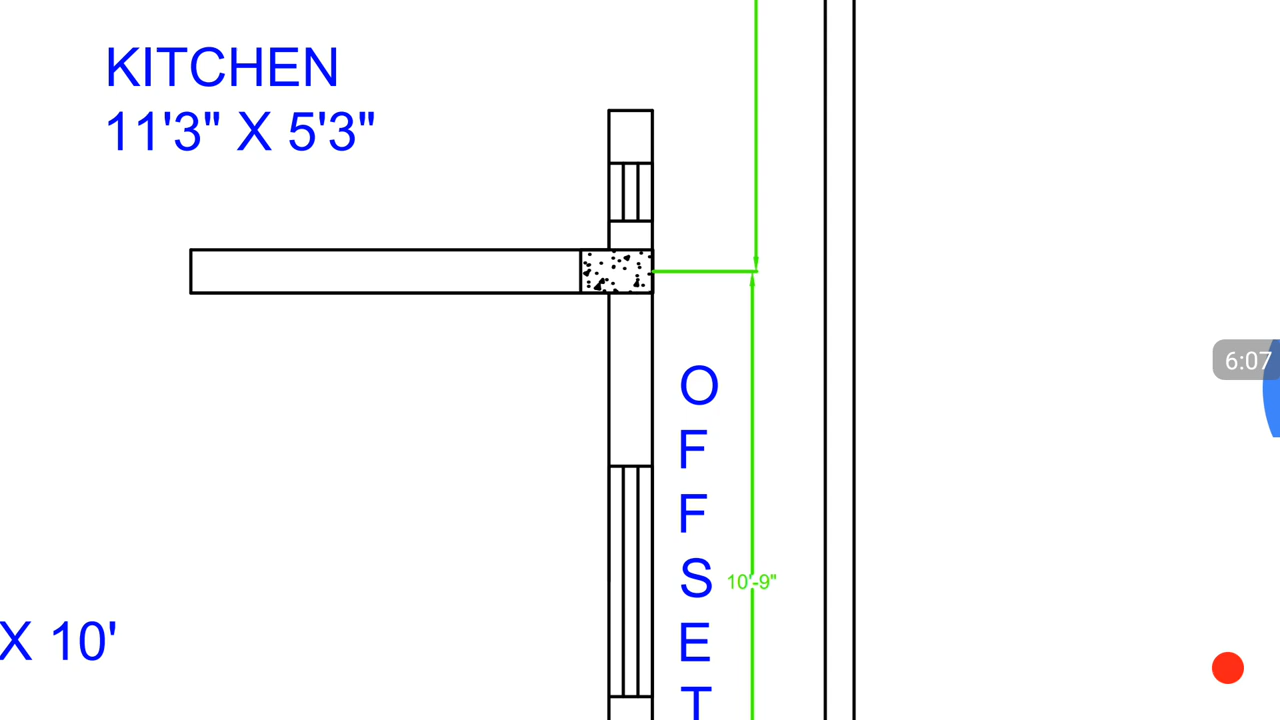 KITCHEN
11'3" X 5'3"
6:07
OFFSET
10'-9"
X 10'